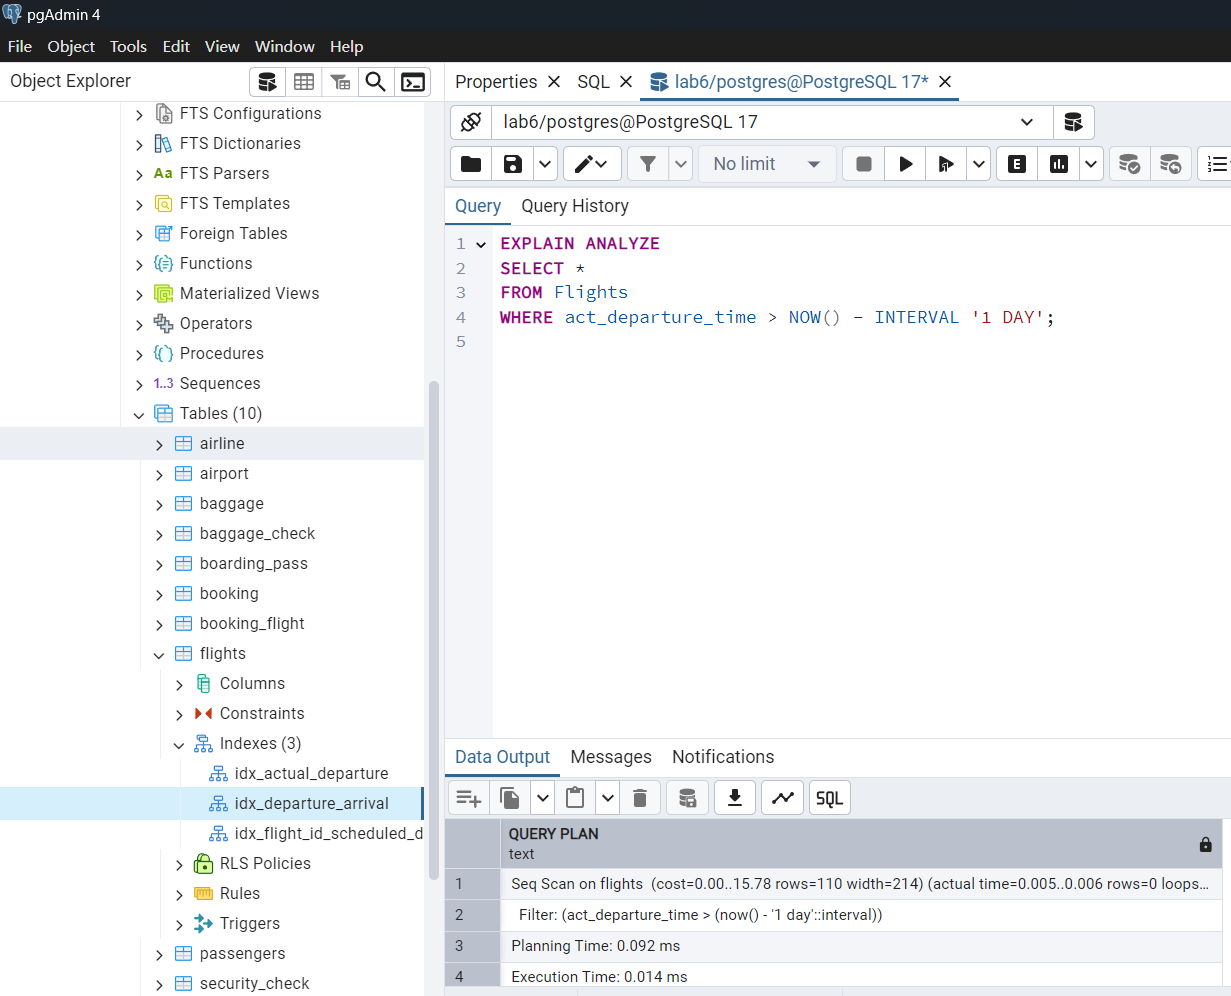 pgAdmin 4
File Object Tools Edit View Window Help
Object Explorer
FTS Configurations
FTS Dictionaries
Aa FTS Parsers
FTS Templates
Foreign Tables
Functions
Materialized Views
Operators
Procedures
1..3 Sequences
Tables (10)
airline
airport
baggage
baggage_check
boarding_pass
booking
booking_flight
flights
Columns
Constraints
Indexes (3)
idx_actual_departure
idx_departure_arrival
idx_flight_id_scheduled_d
RLS Policies
Rules
Triggers
passengers
security_check
Properties SQL lab6/postgres@PostgreSQL 17*
lab6/postgres@PostgreSQL 17
No limit E
Query Query History
1 EXPLAIN ANALYZE
2 SELECT *
3 FROM Flights
4 WHERE act_departure_time > NOW() - INTERVAL '1 DAY';
5
Data Output Messages Notifications
SQL
QUERY PLAN
text
1 Seq Scan on flights (cost=0.00..15.78 rows=110 width=214) (actual time=0.005..0.006 rows=0 loops...
2 Filter: (act_departure_time > (now() - '1 day'::interval))
3 Planning Time: 0.092 ms
4 Execution Time: 0.014 ms